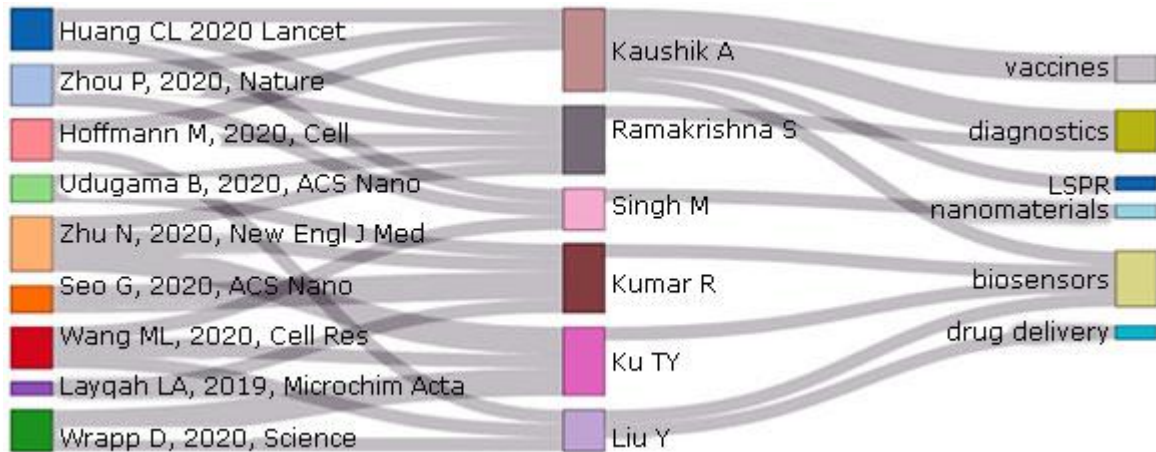 Huang CL 2020 Lancet
Zhou P, 2020, Nature
Hoffmann M, 2020, Cell
Udugama B, 2020, ACS Nano
Zhu N, 2020, New Engl J Med
Seo G, 2020, ACS Nano
Wang ML, 2020, Cell Res
Layqah LA, 2019, Microchim Acta
Wrapp D, 2020, Science
Kaushik A
Ramakrishna S
Singh M
Kumar R
Ku TY
Liu Y
vaccines
diagnostics
LSPR
nanomaterials
biosensors
drug delivery